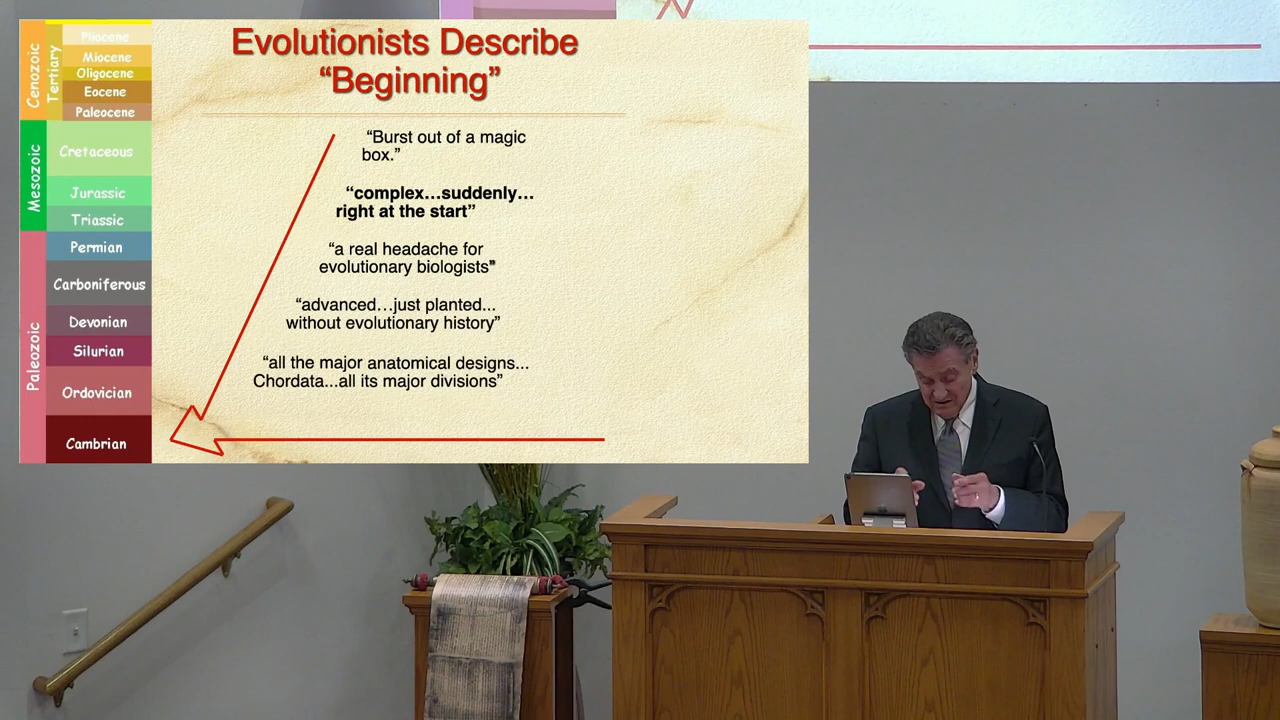 Evolutionists Describe
“Beginning”
“Burst out of a magic
box.”
“complex...suddenly...
right at the start”
“a real headache for
evolutionary biologists”
“advanced...just planted...
without evolutionary history”
“all the major anatomical designs...
Chordata...all its major divisions”
Cenozoic
Tertiary
Pliocene
Miocene
Oligocene
Eocene
Paleocene
Mesozoic
Cretaceous
Jurassic
Triassic
Paleozoic
Permian
Carboniferous
Devonian
Silurian
Ordovician
Cambrian